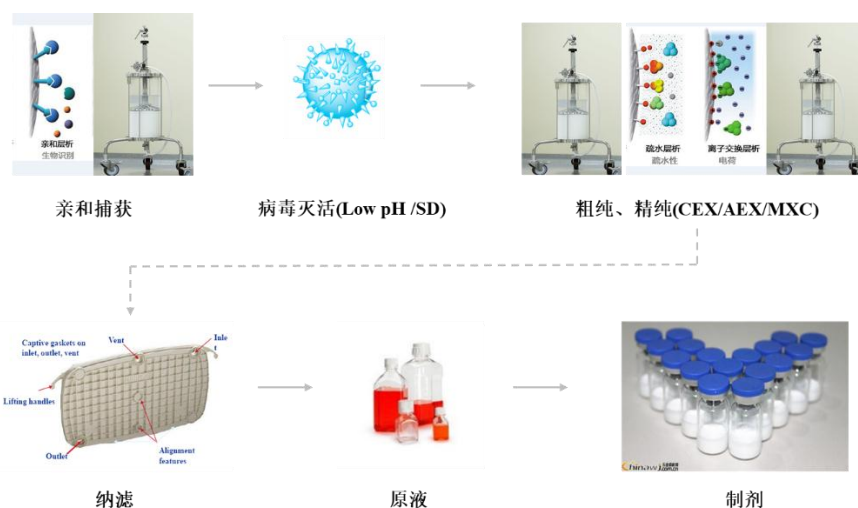 亲和层析
生物识别
疏水层析
疏水性
离子交换层析
电荷
亲和捕获
病毒灭活(Low pH /SD)
粗纯、精纯(CEX/AEX/MXC)
Captive gaskets on
inlet, outlet, vent
Vent
Inle
t
Lifting handles
Outlet
Alignment
features
纳滤
原液
制剂